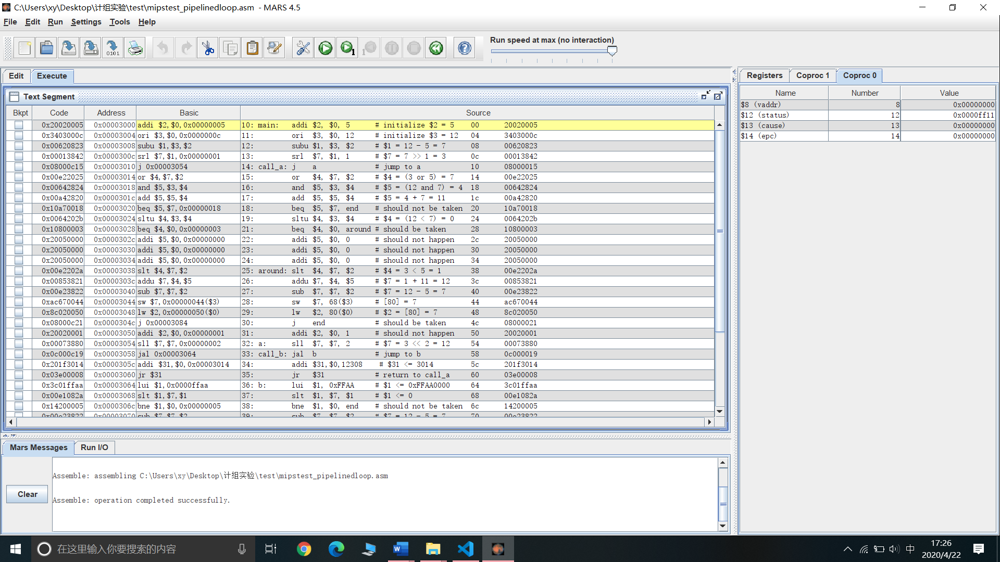 C:\Users\xy\Desktop\计组实验\test\mipstest_pipelinedloop.asm - MARS 4.5
File Edit Run Settings Tools Help
Run speed at max (no interaction)
0101
1
1
Edit Execute
Registers Coproc 1 Coproc 0
Text Segment
Name Number Value
$8 (vaddr) 8 0x00000000
$12 (status) 12 0x0000ff11
$13 (cause) 13 0x00000000
$14 (epc) 14 0x00000000
Bkpt Code Address Basic Source
0x20020005 0x00003000 addi $2,$0,0x00000005 10: main: addi $2, $0, 5 # initialize $2 = 5 00 20020005
0x3403000c 0x00003004 ori $3,$0,0x0000000c 11: ori $3, $0, 12 # initialize $3 = 12 04 3403000c
0x00620823 0x00003008 subu $1,$3,$2 12: subu $1, $3, $2 # $1 = 12 - 5 = 7 08 00620823
0x00013842 0x0000300c srl $7,$1,0x00000001 13: srl $7, $1, 1 # $7 = 7 >> 1 = 3 0c 00013842
0x08000c15 0x00003010 j 0x00003054 14: call_a: j a # jump to a 10 08000015
0x00e22025 0x00003014 or $4,$7,$2 15: or $4, $7, $2 # $4 = (3 or 5) = 7 14 00e22025
0x00642824 0x00003018 and $5,$3,$4 16: and $5, $3, $4 # $5 = (12 and 7) = 4 18 00642824
0x00a42820 0x0000301c add $5,$5,$4 17: add $5, $5, $4 # $5 = 4 + 7 = 11 1c 00a42820
0x10a70018 0x00003020 beq $5,$7,0x00000018 18: beq $5, $7, end # should not be taken 20 10a70018
0x0064202b 0x00003024 sltu $4,$3,$4 19: sltu $4, $3, $4 # $4 = (12 < 7) = 0 24 0064202b
0x10800003 0x00003028 beq $4,$0,0x00000003 21: beq $4, $0, around # should be taken 28 10800003
0x20050000 0x0000302c addi $5,$0,0x00000000 22: addi $5, $0, 0 # should not happen 2c 20050000
0x20050000 0x00003030 addi $5,$0,0x00000000 23: addi $5, $0, 0 # should not happen 30 20050000
0x20050000 0x00003034 addi $5,$0,0x00000000 24: addi $5, $0, 0 # should not happen 34 20050000
0x00e2202a 0x00003038 slt $4,$7,$2 25: around: slt $4, $7, $2 # $4 = 3 < 5 = 1 38 00e2202a
0x00853821 0x0000303c addu $7,$4,$5 26: addu $7, $4, $5 # $7 = 1 + 11 = 12 3c 00853821
0x00e23822 0x00003040 sub $7,$7,$2 27: sub $7, $7, $2 # $7 = 12 - 5 = 7 40 00e23822
0xac670044 0x00003044 sw $7,0x00000044($3) 28: sw $7, 68($3) # [80] = 7 44 ac670044
0x8c020050 0x00003048 lw $2,0x00000050($0) 29: lw $2, 80($0) # $2 = [80] = 7 48 8c020050
0x08000c21 0x0000304c j 0x00003084 30: j end # should be taken 4c 08000021
0x20020001 0x00003050 addi $2,$0,0x00000001 31: addi $2, $0, 1 # should not happen 50 20020001
0x00073880 0x00003054 sll $7,$7,0x00000002 32: a: sll $7, $7, 2 # $7 = 3 << 2 = 12 54 00073880
0x0c000c19 0x00003058 jal 0x00003064 33: call_b: jal b # jump to b 58 0c000019
0x201f3014 0x0000305c addi $31,$0,0x00003014 34: addi $31,$0,12308 # $31 <= 3014 5c 201f3014
0x03e00008 0x00003060 jr $31 35: jr $31 # return to call_a 60 03e00008
0x3c01ffaa 0x00003064 lui $1,0x0000ffaa 36: b: lui $1, 0xFFAA # $1 <= 0xFFAA0000 64 3c01ffaa
0x00e1082a 0x00003068 slt $1,$7,$1 37: slt $1, $7, $1 # $1 <= 0 68 00e1082a
0x14200005 0x0000306c bne $1,$0,0x00000005 38: bne $1, $0, end # should not be taken 6c 14200005
0x00e23822 0x00003070 sub $7,$7,$2 39: sub $7, $7, $2 # $7 = 12 - 5 = 7 70 00e23822
Mars Messages Run I/O
Assemble: assembling C:\Users\xy\Desktop\计组实验\test\mipstest_pipelinedloop.asm
Clear
Assemble: operation completed successfully.
在这里输入你要搜索的内容
中
17:26
2020/4/22